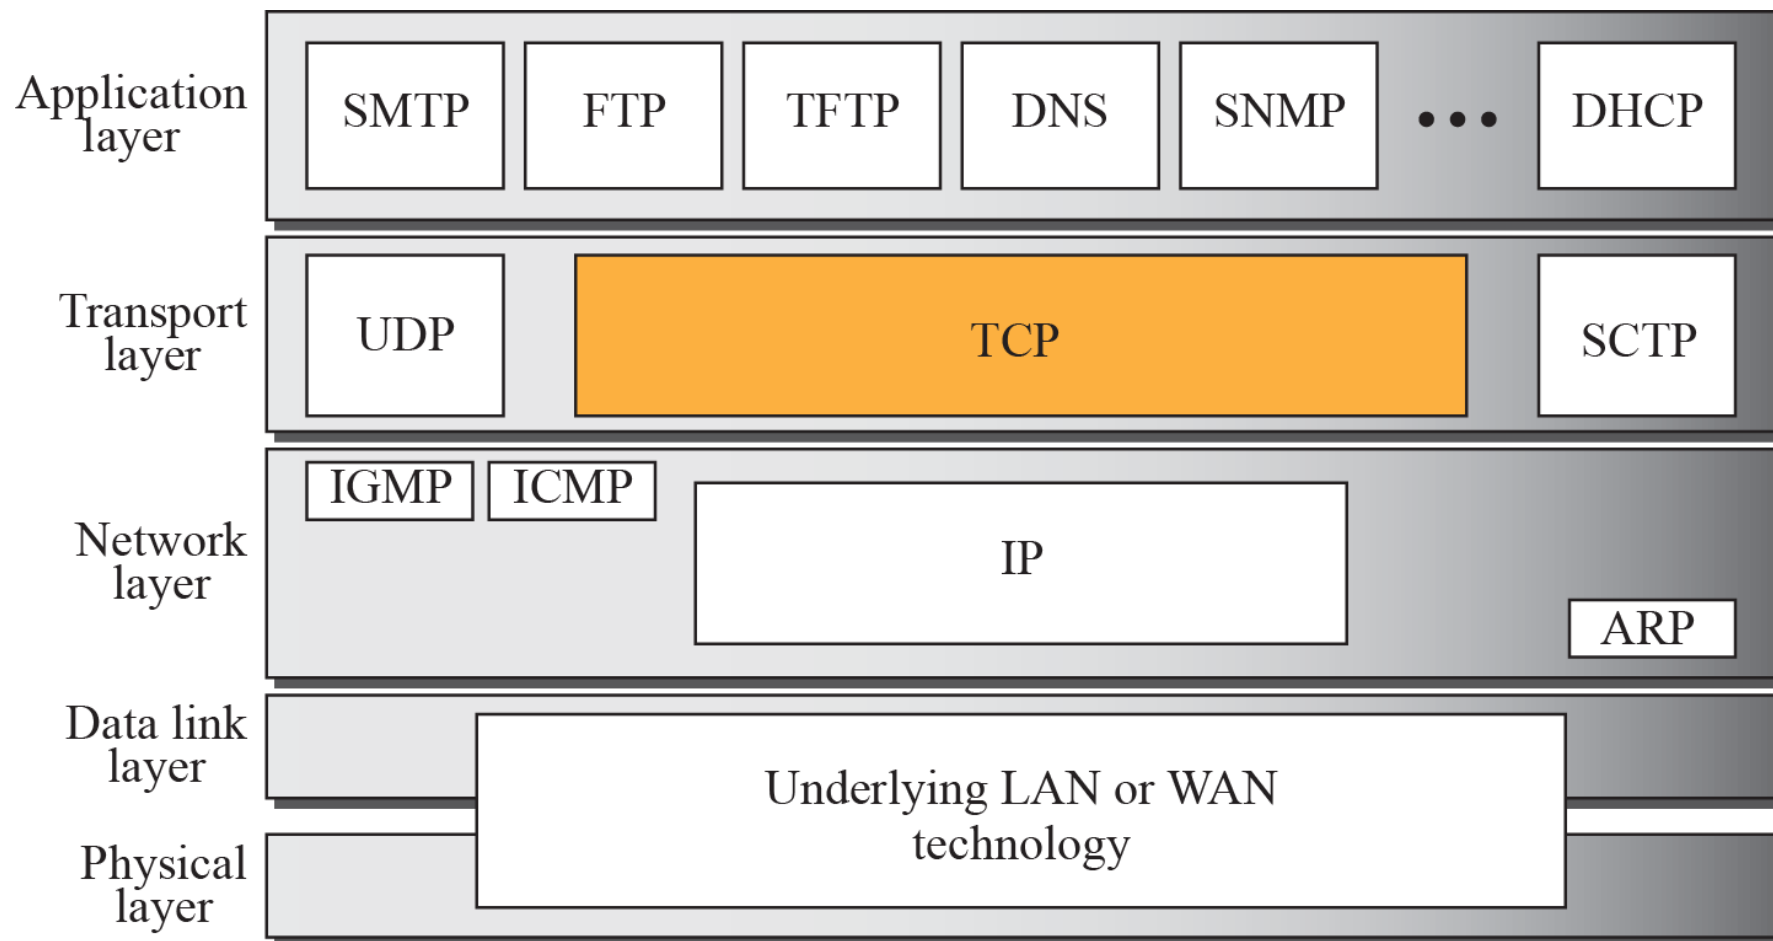 Application
layer
SMTP
FTP
TFTP
DNS
SNMP
•••
DHCP
Transport
layer
UDP
TCP
SCTP
Network
layer
IGMP
ICMP
IP
ARP
Data link
layer
Underlying LAN or WAN
technology
Physical
layer